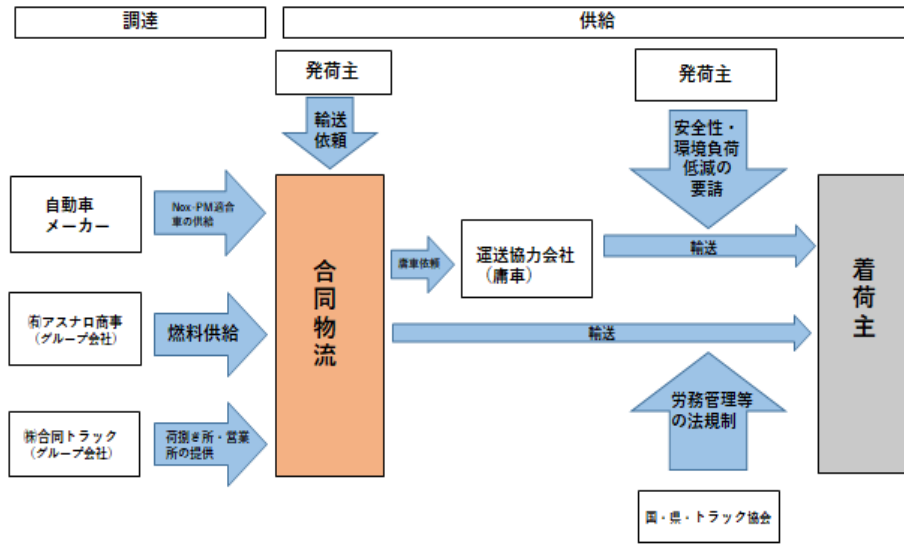 調達
供給
発荷主
発荷主
輸送
依頼
安全性・
環境負荷
低減の
要請
自動車
メーカー
Nox-PM適合
車の供給
合同物流
庸車依頼
運送協力会社
(庸車)
輸送
着荷主
㈲アスナロ商事
(グループ会社)
燃料供給
輸送
㈱合同トラック
(グループ会社)
荷捌き所・営業
所の提供
労務管理等
の法規制
国・県・トラック協会